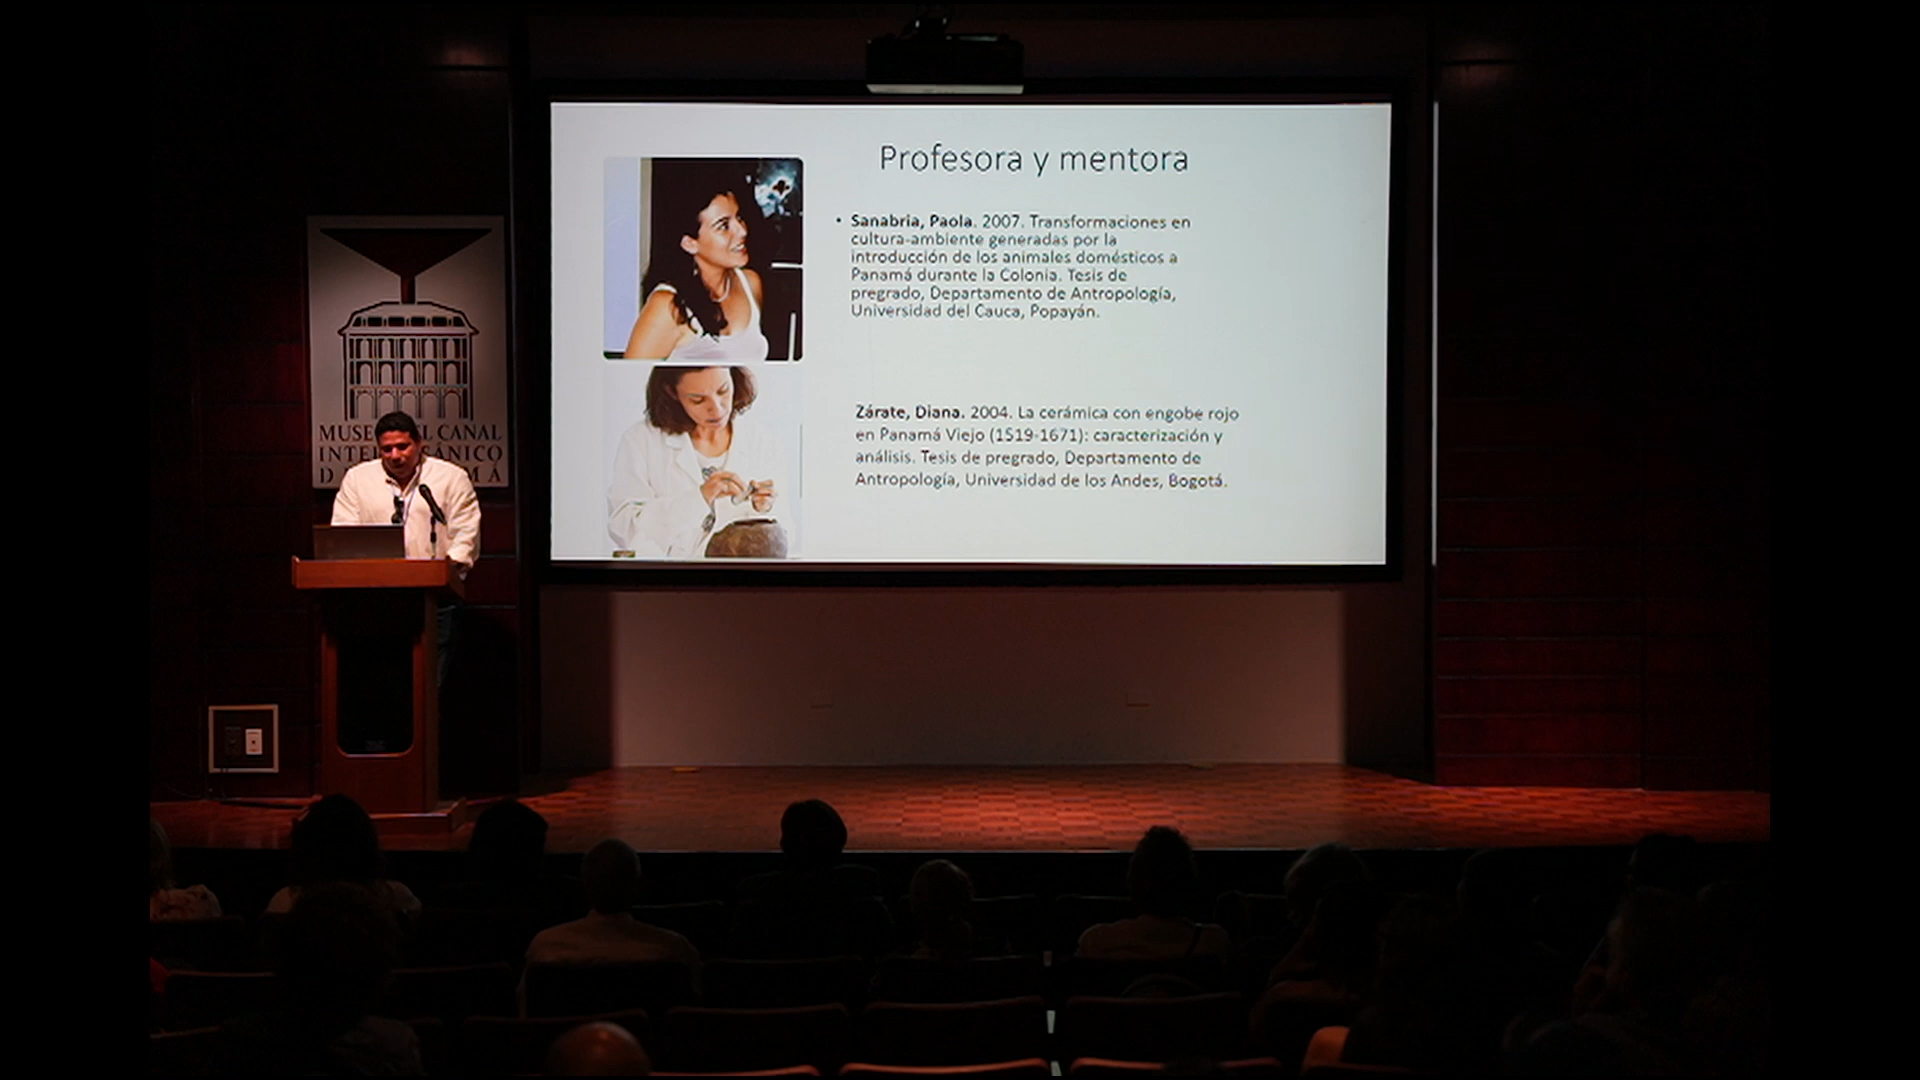 Profesora y mentora
• Sanabria, Paola. 2007. Transformaciones en
cultura-ambiente generadas por la
introducción de los animales domésticos a
Panamá durante la Colonia. Tesis de
pregrado, Departamento de Antropología,
Universidad del Cauca, Popayán.
Zárate, Diana. 2004. La cerámica con engobe rojo
en Panamá Viejo (1519-1671): caracterización y
análisis. Tesis de pregrado, Departamento de
Antropología, Universidad de los Andes, Bogotá.
CANAL